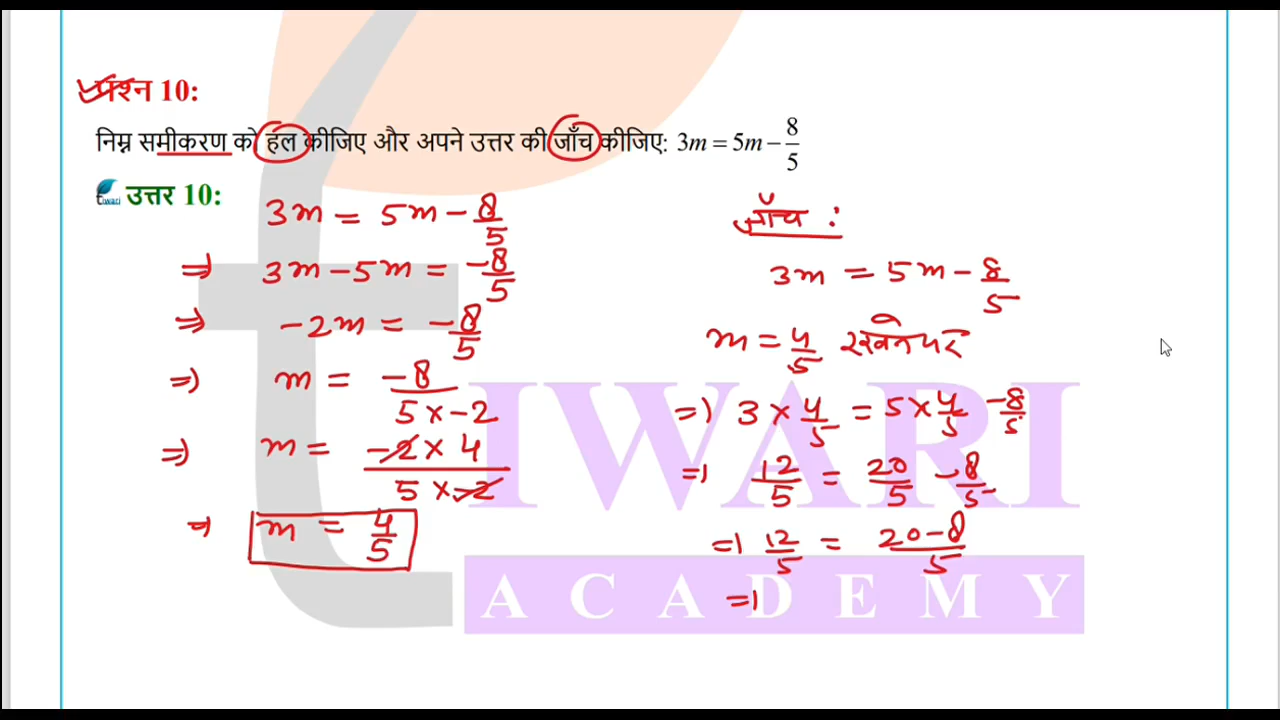 प्रश्न 10:
निम्न समीकरण को हल कीजिए और अपने उत्तर की जाँच कीजिए: 3m = 5m − 8/5
tiwari उत्तर 10:
3m = 5m − 8/5
⇒ 3m − 5m = −8/5
⇒ −2m = −8/5
⇒ m = −8/(5 × −2)
⇒ m = (−2 × 4)/(5 × −2)
⇒ m = 4/5
जाँच :
3m = 5m − 8/5
m = 4/5 रखने पर
⇒ 3 × 4/5 = 5 × 4/5 − 8/5
⇒ 12/5 = 20/5 − 8/5
⇒ 12/5 = (20 − 8)/5
⇒
IWARI
ACADEMY